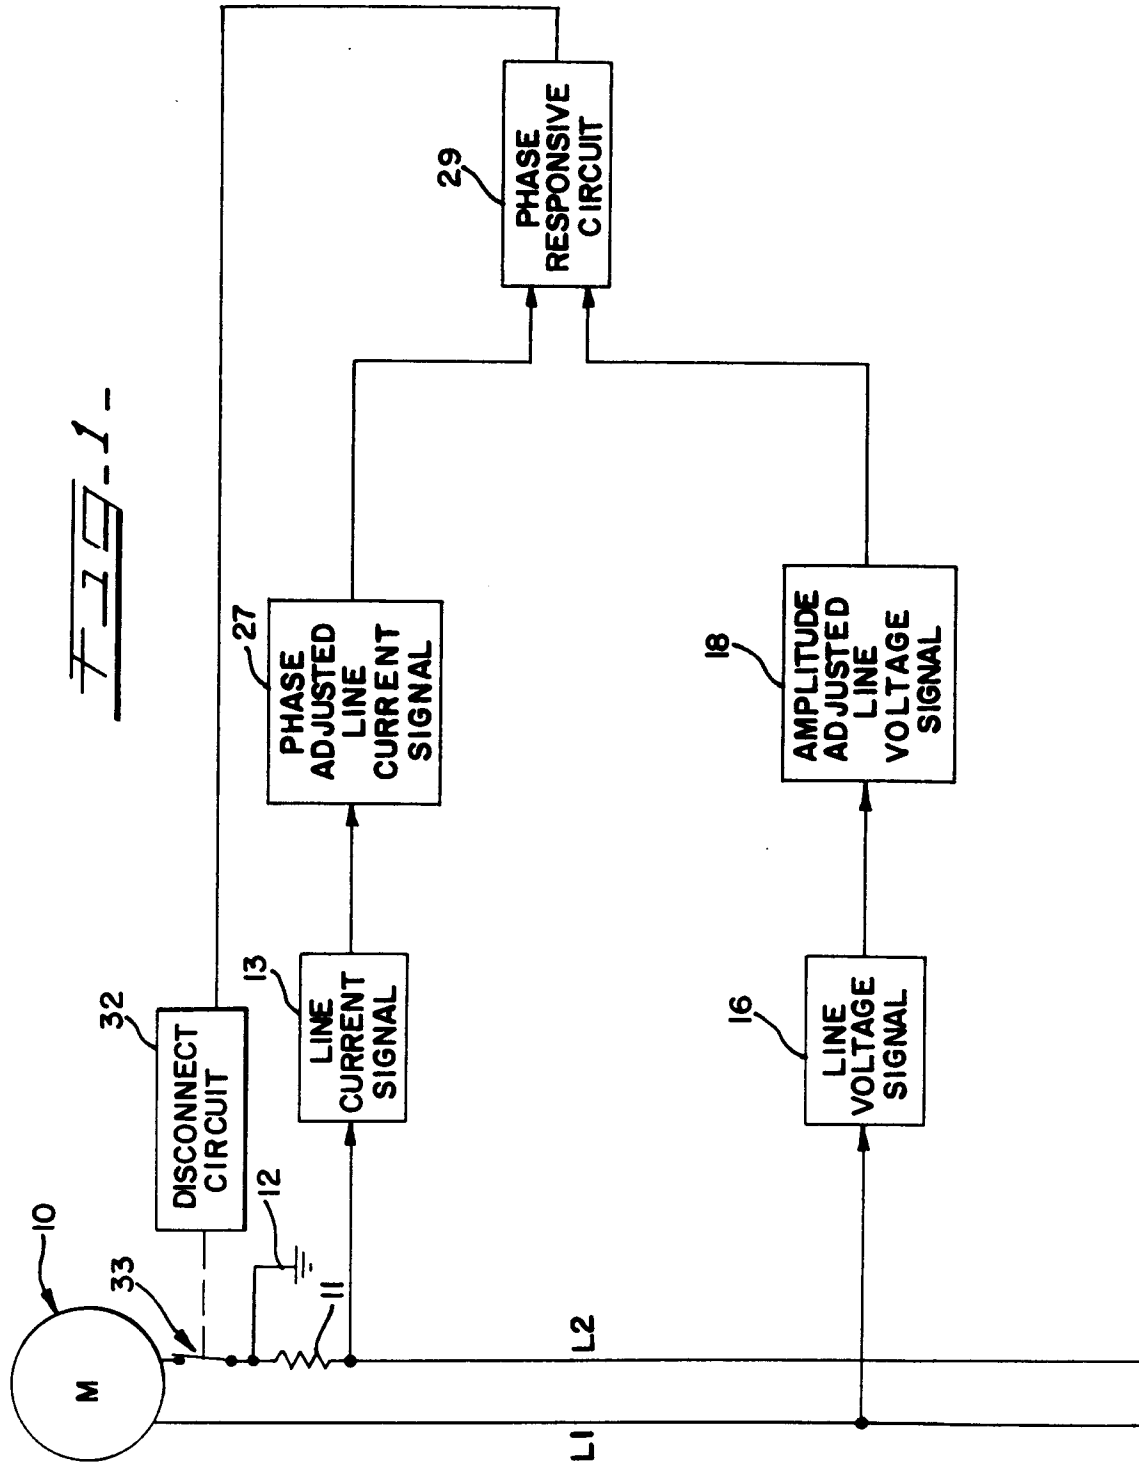 Fig-1-
10
M
33
32
DISCONNECT
CIRCUIT
12
11
13
LINE
CURRENT
SIGNAL
27
PHASE
ADJUSTED
LINE
CURRENT
SIGNAL
29
PHASE
RESPONSIVE
CIRCUIT
16
LINE
VOLTAGE
SIGNAL
18
AMPLITUDE
ADJUSTED
LINE
VOLTAGE
SIGNAL
L1
L2